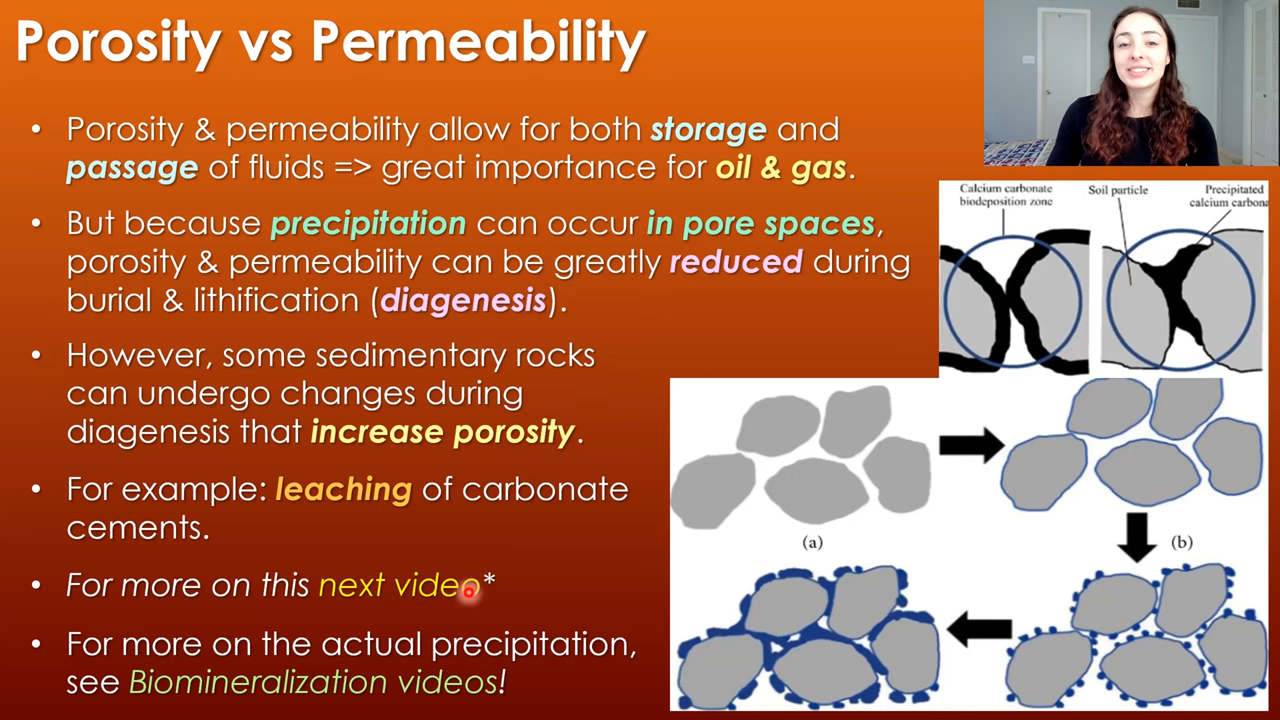 Porosity vs Permeability
• Porosity & permeability allow for both storage and
passage of fluids => great importance for oil & gas.
• But because precipitation can occur in pore spaces,
porosity & permeability can be greatly reduced during
burial & lithification (diagenesis).
• However, some sedimentary rocks
can undergo changes during
diagenesis that increase porosity.
• For example: leaching of carbonate
cements.
• For more on this next video*
• For more on the actual precipitation,
see Biomineralization videos!
Calcium carbonate
biodeposition zone
Soil particle
Precipitated
calcium carbona
(a)
(b)